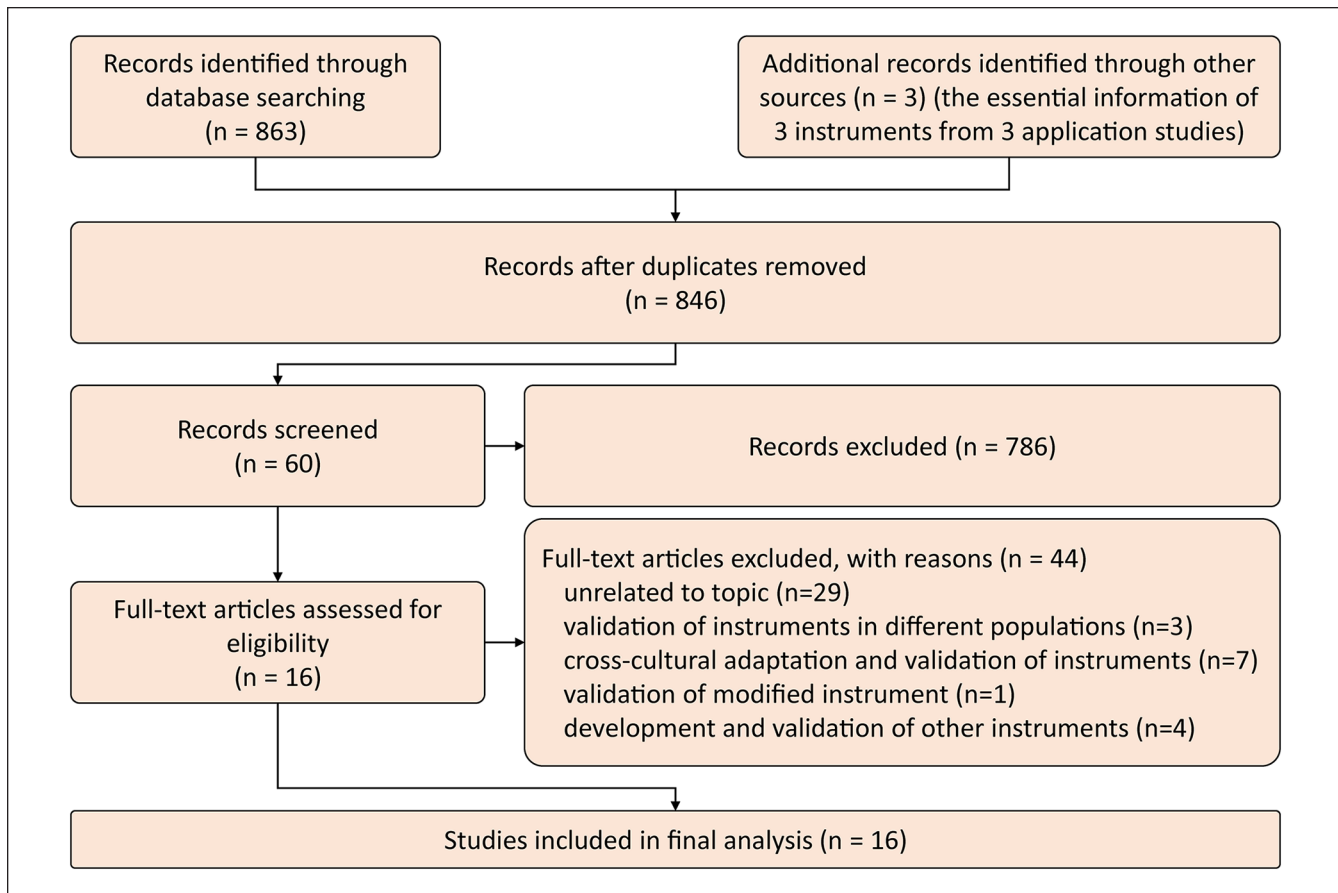 Records identified through
database searching
(n = 863)
Additional records identified through other
sources (n = 3) (the essential information of
3 instruments from 3 application studies)
Records after duplicates removed
(n = 846)
Records screened
(n = 60)
Records excluded (n = 786)
Full-text articles assessed for
eligibility
(n = 16)
Full-text articles excluded, with reasons (n = 44)
unrelated to topic (n=29)
validation of instruments in different populations (n=3)
cross-cultural adaptation and validation of instruments (n=7)
validation of modified instrument (n=1)
development and validation of other instruments (n=4)
Studies included in final analysis (n = 16)